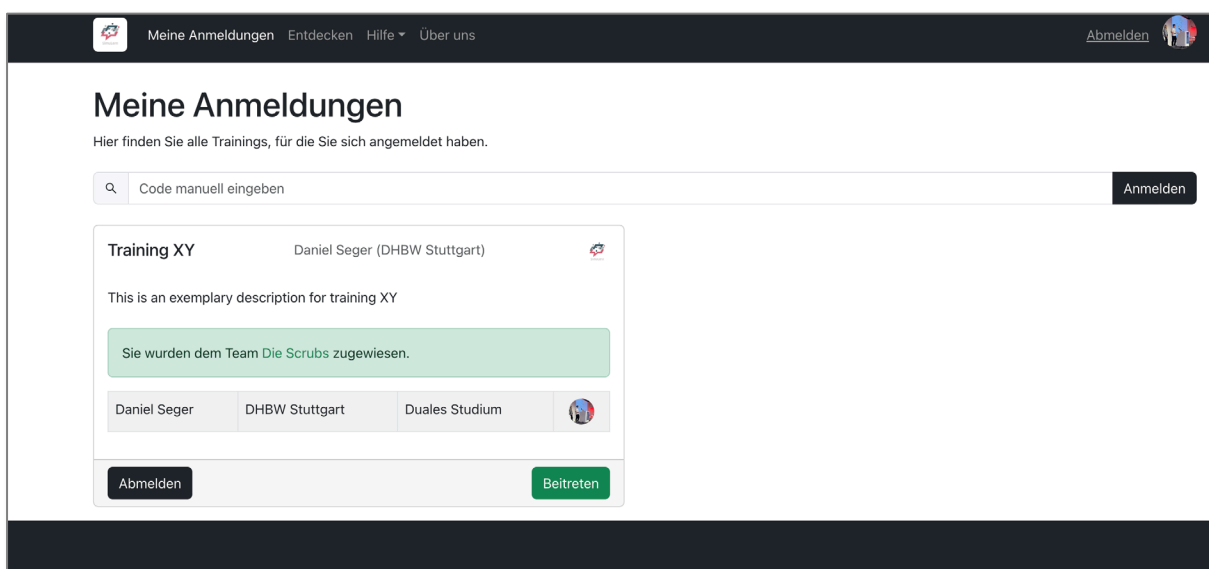 Meine Anmeldungen Entdecken Hilfe Über uns Abmelden
Meine Anmeldungen
Hier finden Sie alle Trainings, für die Sie sich angemeldet haben.
Code manuell eingeben Anmelden
Training XY Daniel Seger (DHBW Stuttgart)
This is an exemplary description for training XY
Sie wurden dem Team Die Scrubs zugewiesen.
Daniel Seger DHBW Stuttgart Duales Studium
Abmelden Beitreten